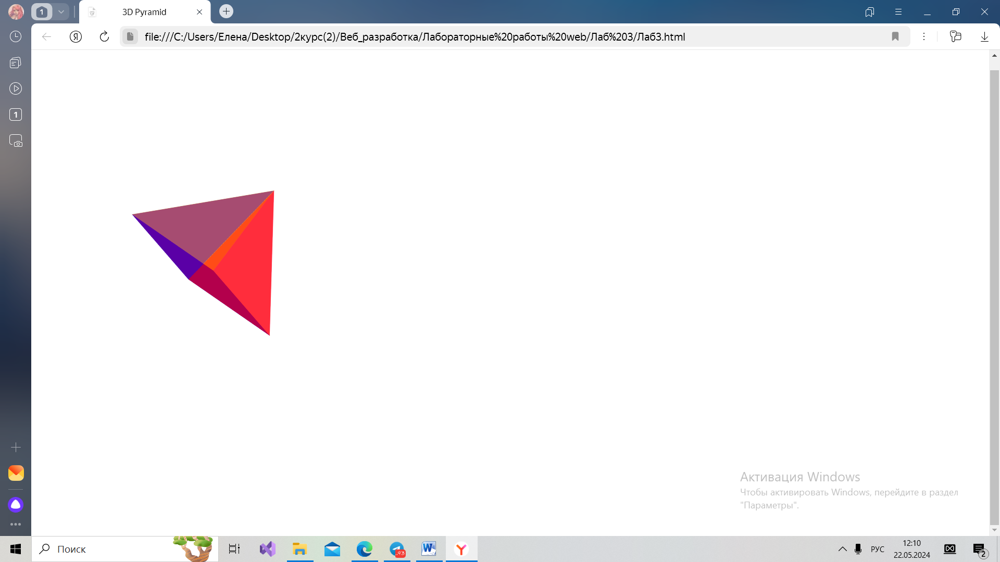 1
3D Pyramid
Я
file:///C:/Users/Елена/Desktop/2курс(2)/Веб_разработка/Лабораторные%20работы%20web/Лаб%203/Лаб3.html
1
Активация Windows
Чтобы активировать Windows, перейдите в раздел
"Параметры".
Поиск
..93
W
Y
РУС
12:10
22.05.2024
2